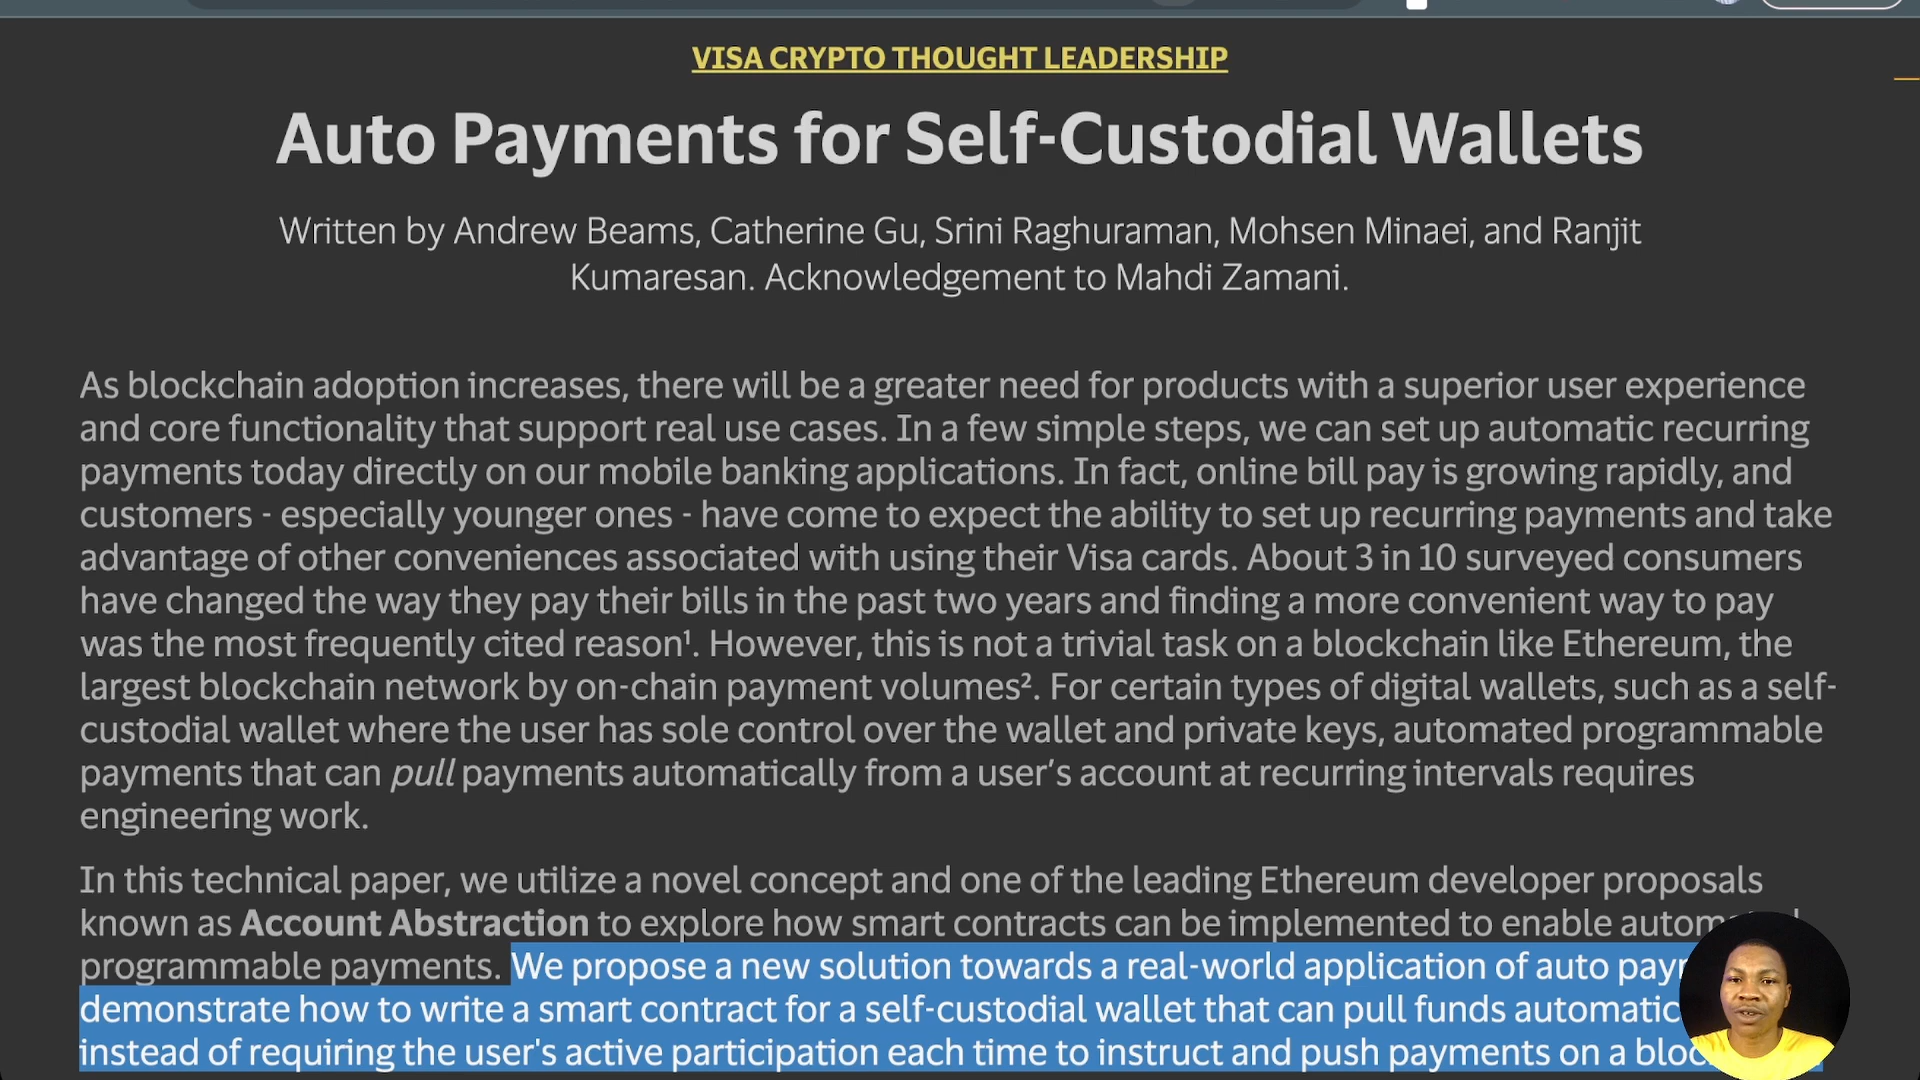 VISA CRYPTO THOUGHT LEADERSHIP
Auto Payments for Self-Custodial Wallets
Written by Andrew Beams, Catherine Gu, Srini Raghuraman, Mohsen Minaei, and Ranjit
Kumaresan. Acknowledgement to Mahdi Zamani.
As blockchain adoption increases, there will be a greater need for products with a superior user experience
and core functionality that support real use cases. In a few simple steps, we can set up automatic recurring
payments today directly on our mobile banking applications. In fact, online bill pay is growing rapidly, and
customers - especially younger ones - have come to expect the ability to set up recurring payments and take
advantage of other conveniences associated with using their Visa cards. About 3 in 10 surveyed consumers
have changed the way they pay their bills in the past two years and finding a more convenient way to pay
was the most frequently cited reason¹. However, this is not a trivial task on a blockchain like Ethereum, the
largest blockchain network by on-chain payment volumes². For certain types of digital wallets, such as a self-
custodial wallet where the user has sole control over the wallet and private keys, automated programmable
payments that can pull payments automatically from a user’s account at recurring intervals requires
engineering work.
In this technical paper, we utilize a novel concept and one of the leading Ethereum developer proposals
known as Account Abstraction to explore how smart contracts can be implemented to enable
programmable payments. We propose a new solution towards a real-world application of auto
demonstrate how to write a smart contract for a self-custodial wallet that can pull funds
instead of requiring the user's active participation each time to instruct and push payments on a